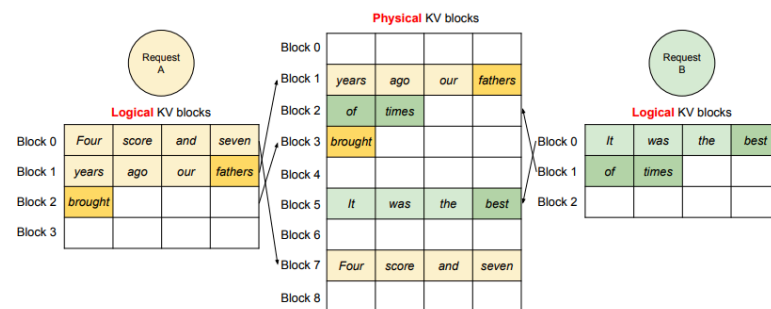 Physical KV blocks
Request
A
Request
B
Logical KV blocks
Block 0 Four score and seven
Block 1 years ago our fathers
Block 2 brought
Block 3
Block 0
Block 1 years ago our fathers
Block 2 of times
Block 3 brought
Block 4
Block 5 It was the best
Block 6
Block 7 Four score and seven
Block 8
Logical KV blocks
Block 0 It was the best
Block 1 of times
Block 2